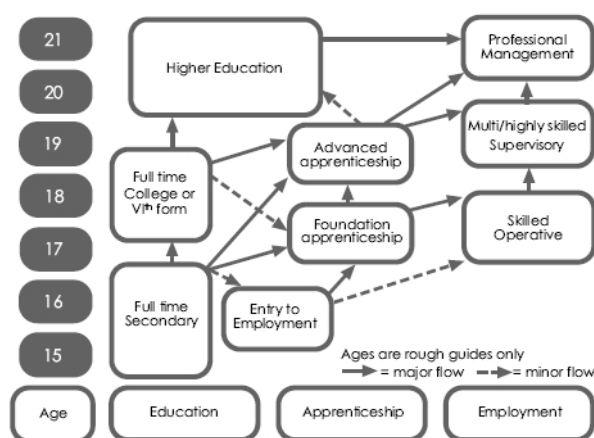 21
20
19
18
17
16
15
Higher Education
Professional
Management
Advanced
apprenticeship
Multi/highly skilled
Supervisory
Full time
College or
VIth form
Foundation
apprenticeship
Skilled
Operative
Full time
Secondary
Entry to
Employment
Ages are rough guides only
= major flow
= minor flow
Age
Education
Apprenticeship
Employment